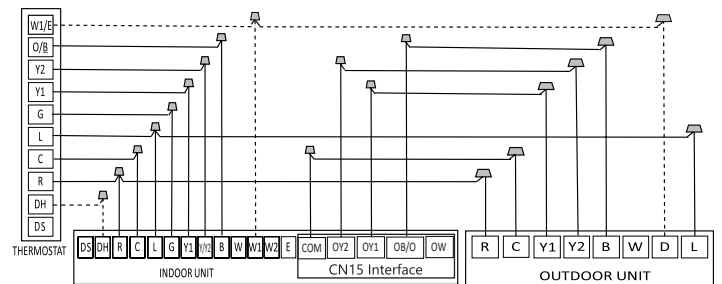 W1/E
O/B
Y2
Y1
G
L
C
R
DH
DS
THERMOSTAT
DS DH R C L G Y1 Y/Y2 B W W1 W2 E COM OY2 OY1 OB/O OW
INDOOR UNIT
CN15 Interface
R C Y1 Y2 B W D L
OUTDOOR UNIT